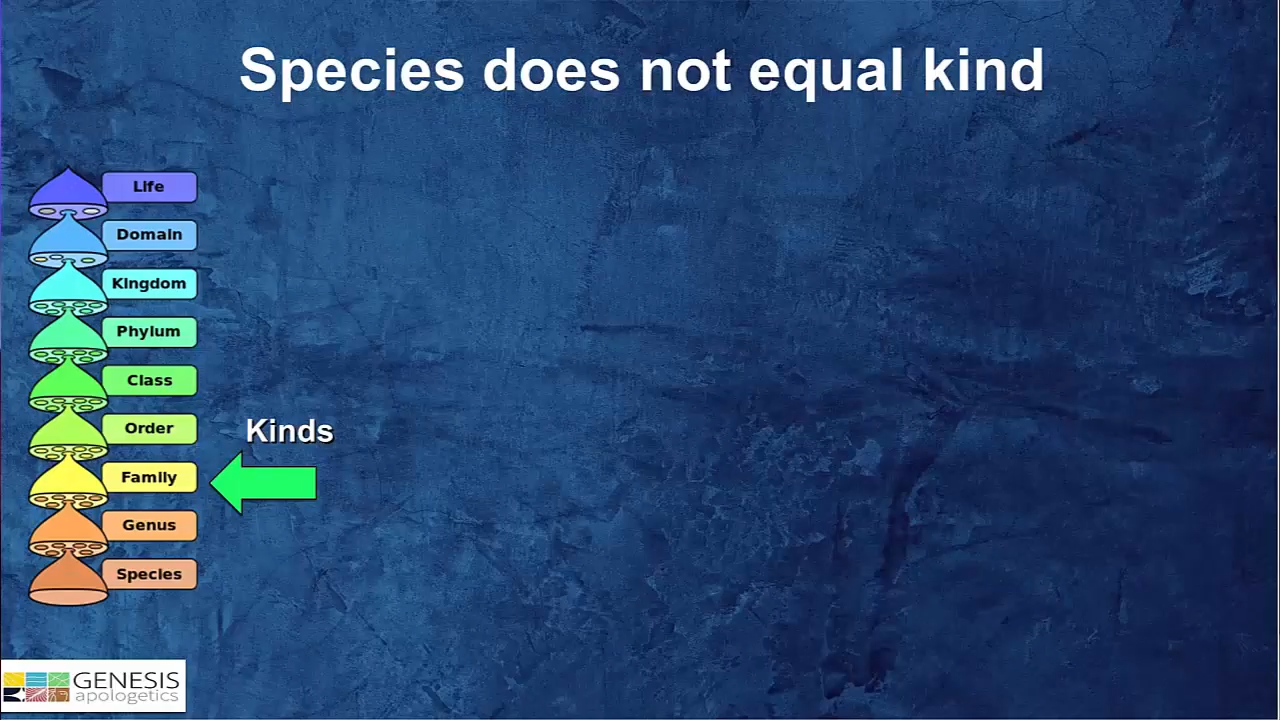 Species does not equal kind
Life
Domain
Kingdom
Phylum
Class
Order
Kinds
Family
Genus
Species
GENESIS
apologetics